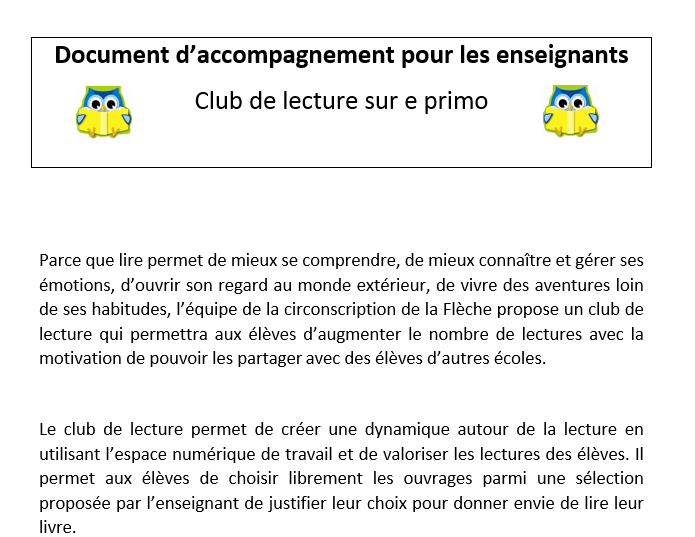 Document d’accompagnement pour les enseignants
Club de lecture sur e primo
Parce que lire permet de mieux se comprendre, de mieux connaître et gérer ses
émotions, d’ouvrir son regard au monde extérieur, de vivre des aventures loin
de ses habitudes, l’équipe de la circonscription de la Flèche propose un club de
lecture qui permettra aux élèves d’augmenter le nombre de lectures avec la
motivation de pouvoir les partager avec des élèves d’autres écoles.
Le club de lecture permet de créer une dynamique autour de la lecture en
utilisant l’espace numérique de travail et de valoriser les lectures des élèves. Il
permet aux élèves de choisir librement les ouvrages parmi une sélection
proposée par l’enseignant de justifier leur choix pour donner envie de lire leur
livre.